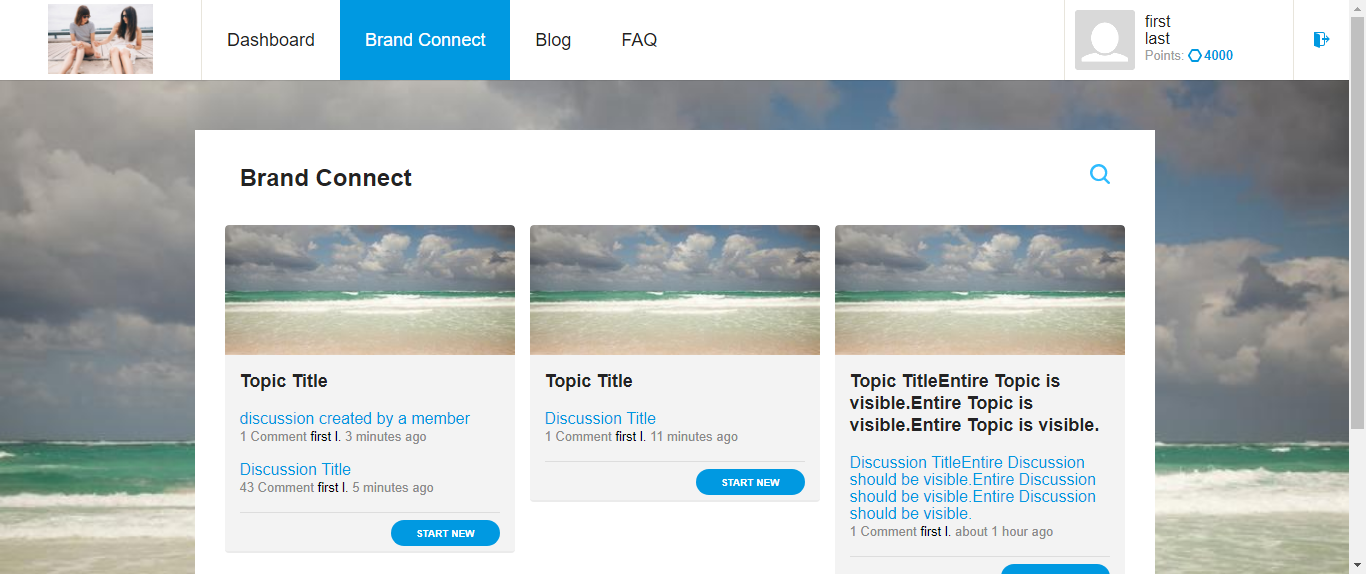 Dashboard
Brand Connect
Blog
FAQ
first
last
Points: 4000
Brand Connect
Topic Title
discussion created by a member
1 Comment first l. 3 minutes ago
Discussion Title
43 Comment first l. 5 minutes ago
START NEW
Topic Title
Discussion Title
1 Comment first l. 11 minutes ago
START NEW
Topic TitleEntire Topic is
visible.Entire Topic is
visible.Entire Topic is visible.
Discussion TitleEntire Discussion
should be visible.Entire Discussion
should be visible.Entire Discussion
should be visible.
1 Comment first l. about 1 hour ago